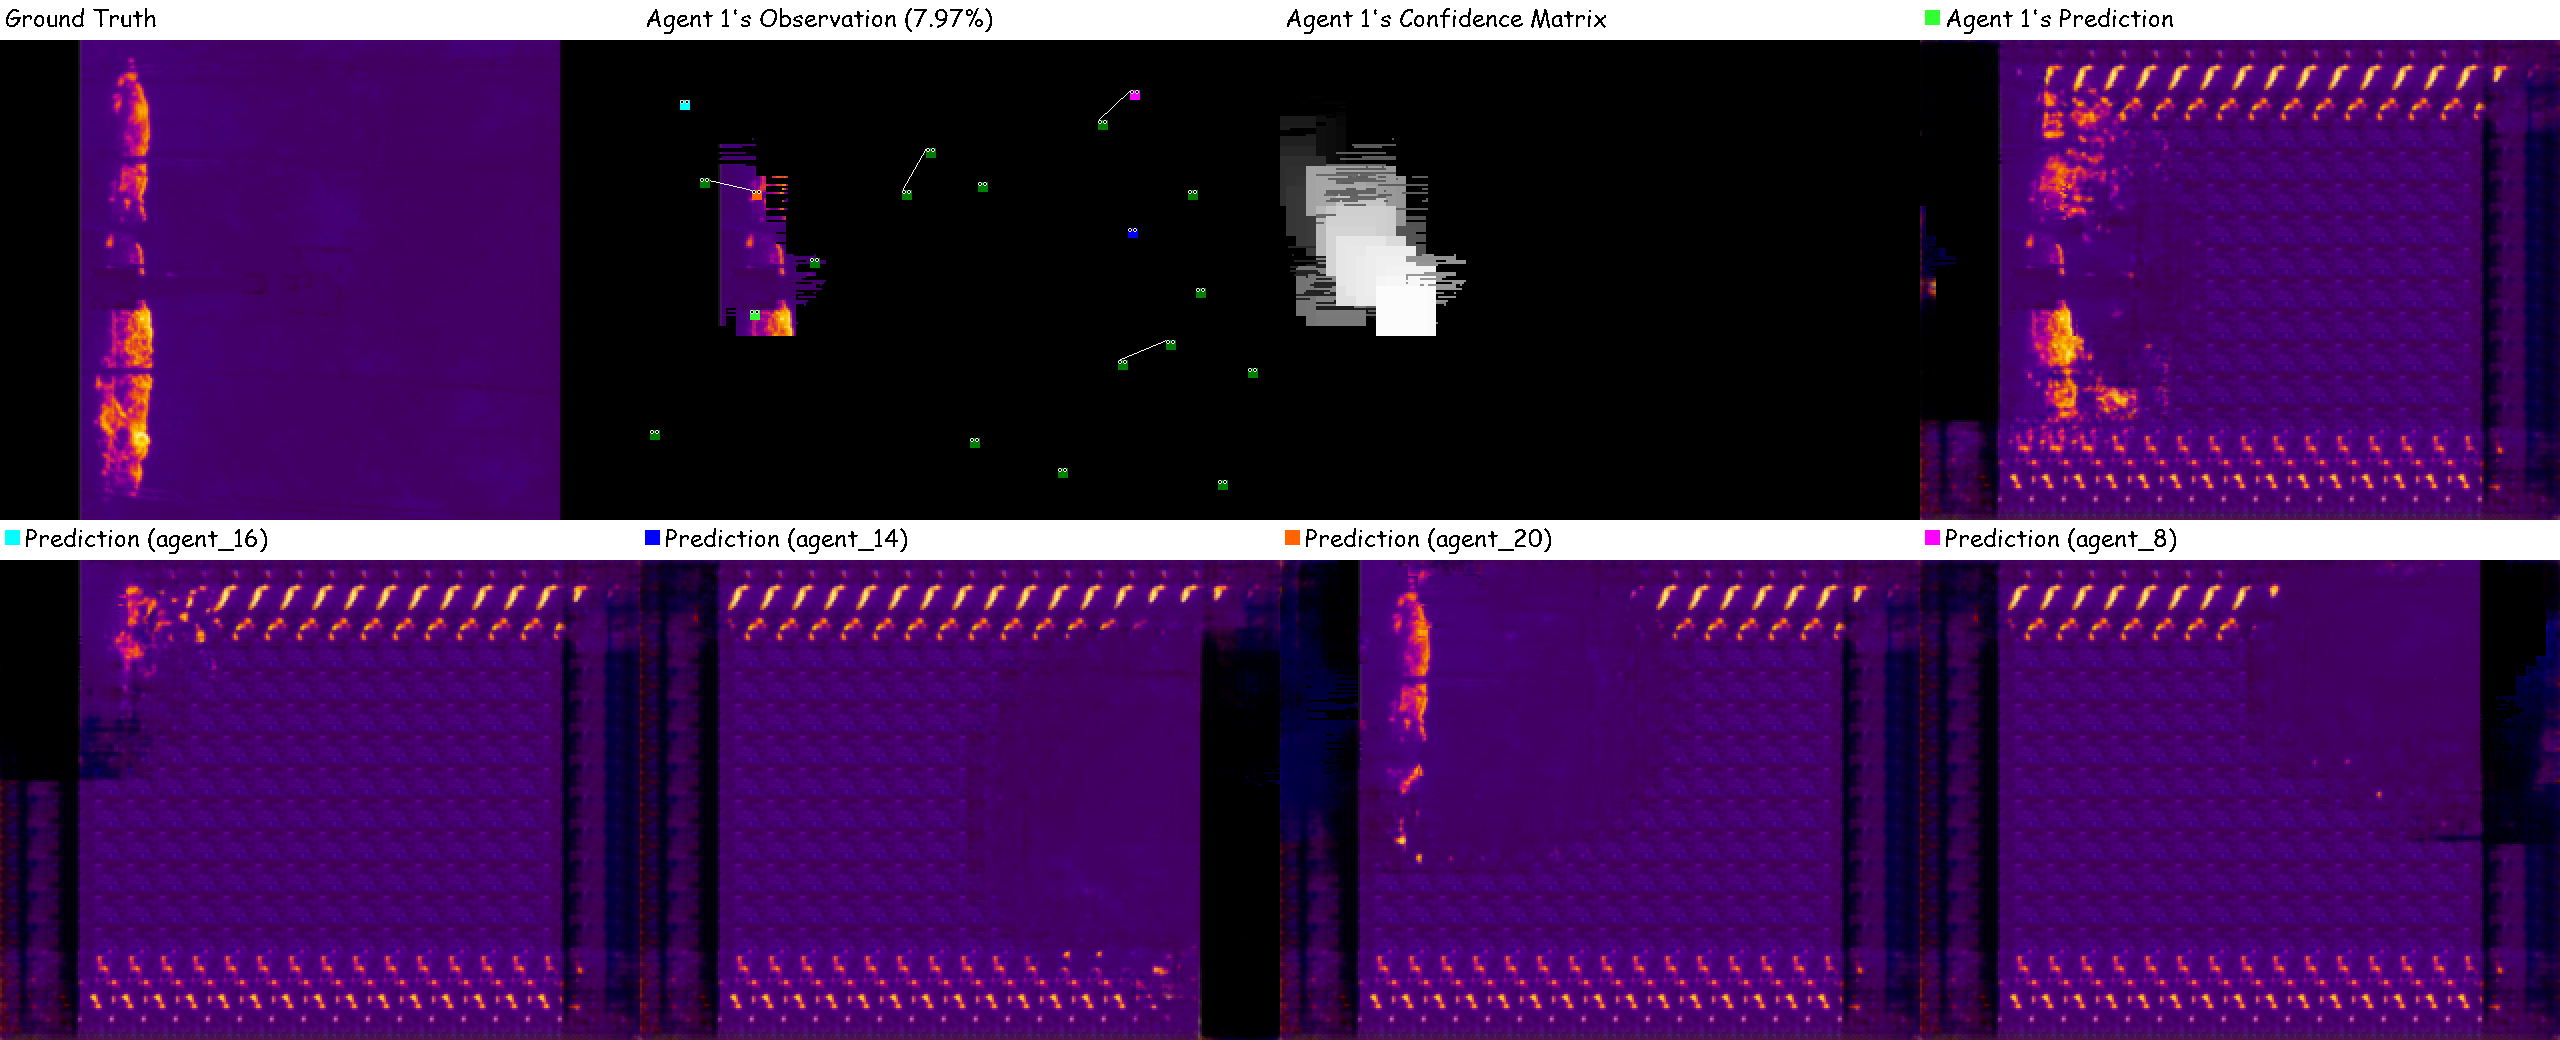 Ground Truth
Agent 1's Observation (7.97%)
Agent 1's Confidence Matrix
Agent 1's Prediction
Prediction (agent_16)
Prediction (agent_14)
Prediction (agent_20)
Prediction (agent_8)